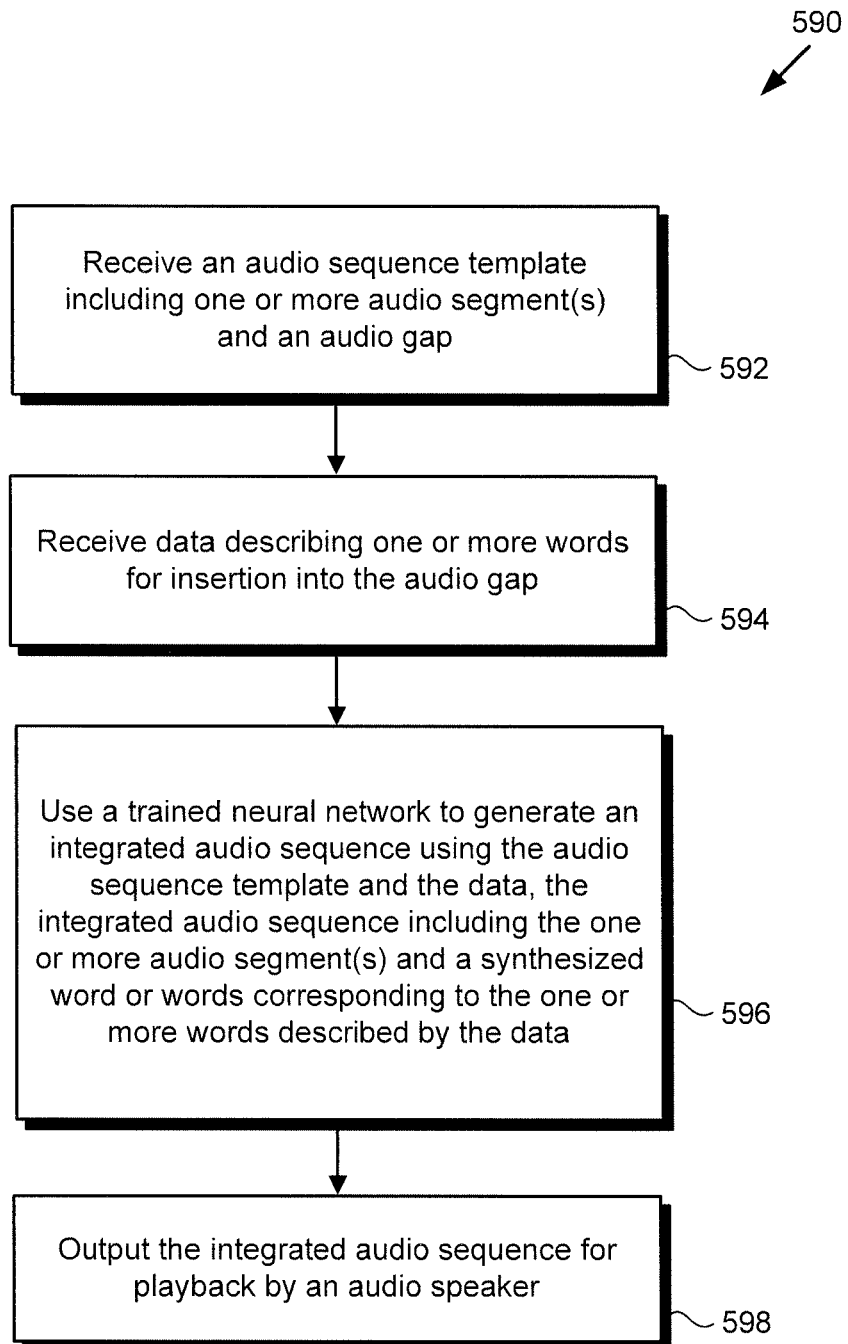 590
Receive an audio sequence template
including one or more audio segment(s)
and an audio gap
592
Receive data describing one or more words
for insertion into the audio gap
594
Use a trained neural network to generate an
integrated audio sequence using the audio
sequence template and the data, the
integrated audio sequence including the one
or more audio segment(s) and a synthesized
word or words corresponding to the one or
more words described by the data
596
Output the integrated audio sequence for
playback by an audio speaker
598